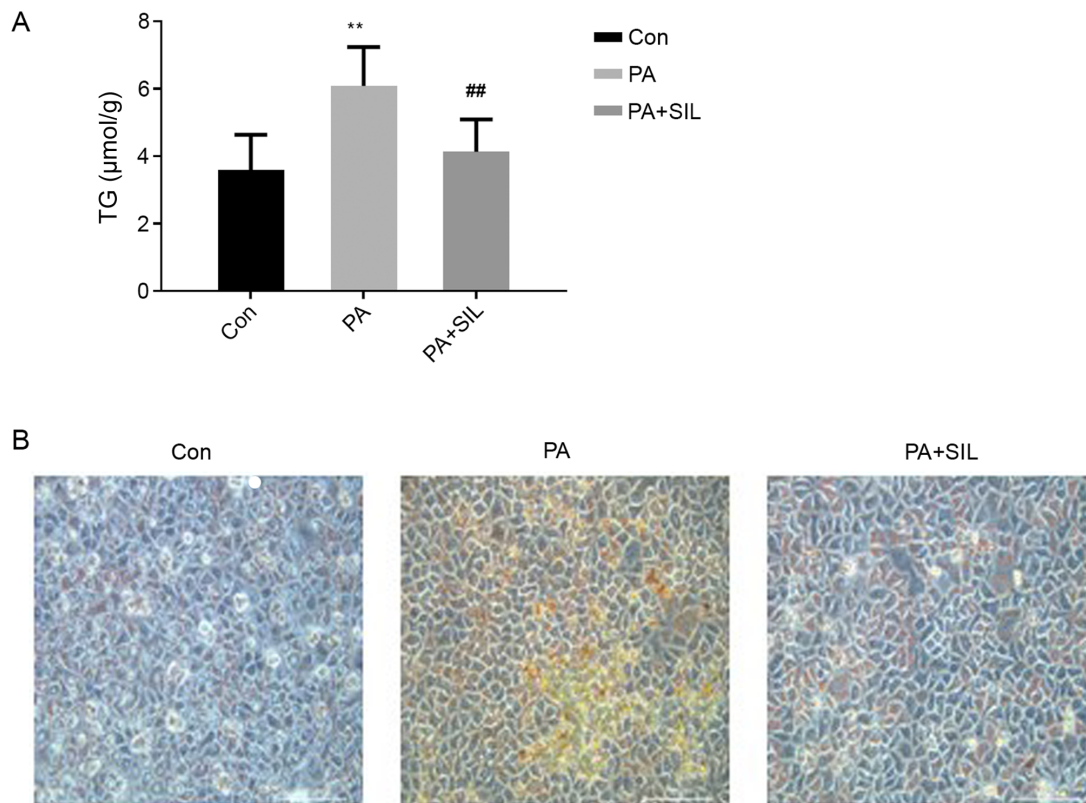 A
8
6
4
2
0
TG (µmol/g)
**
##
Con
PA
PA+SIL
Con
PA
PA+SIL
B
Con PA PA+SIL